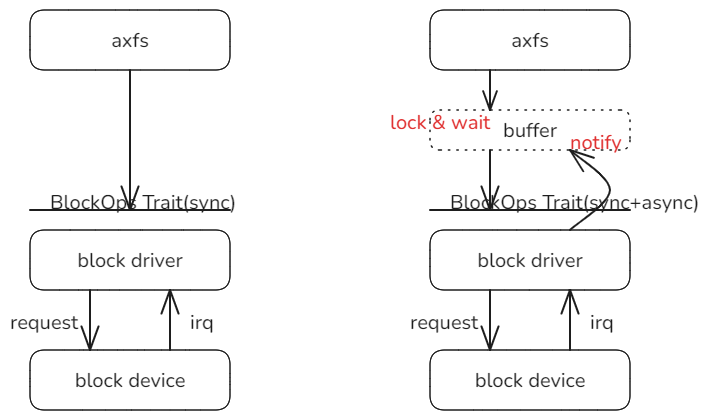 axfs
BlockOps Trait(sync)
block driver
request
irq
block device
axfs
lock & wait
buffer
notify
BlockOps Trait(sync+async)
block driver
request
irq
block device